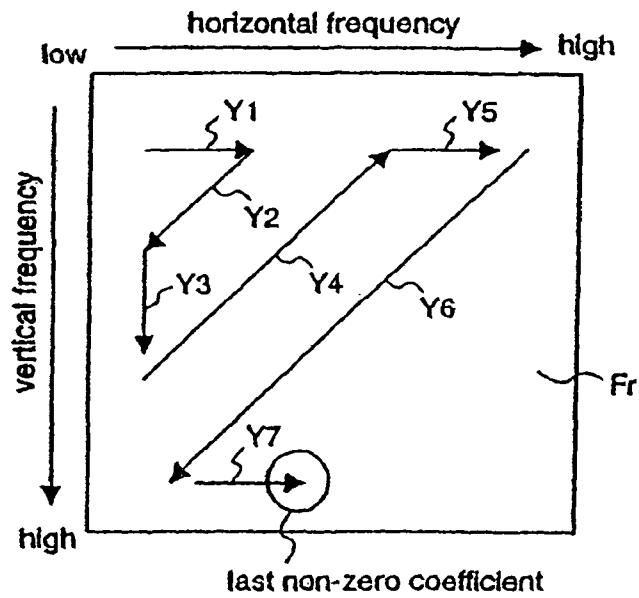 horizontal frequency
low
high
Y1
Y5
Y2
vertical frequency
Y3
Y4
Y6
Fr
Y7
high
last non-zero coefficient